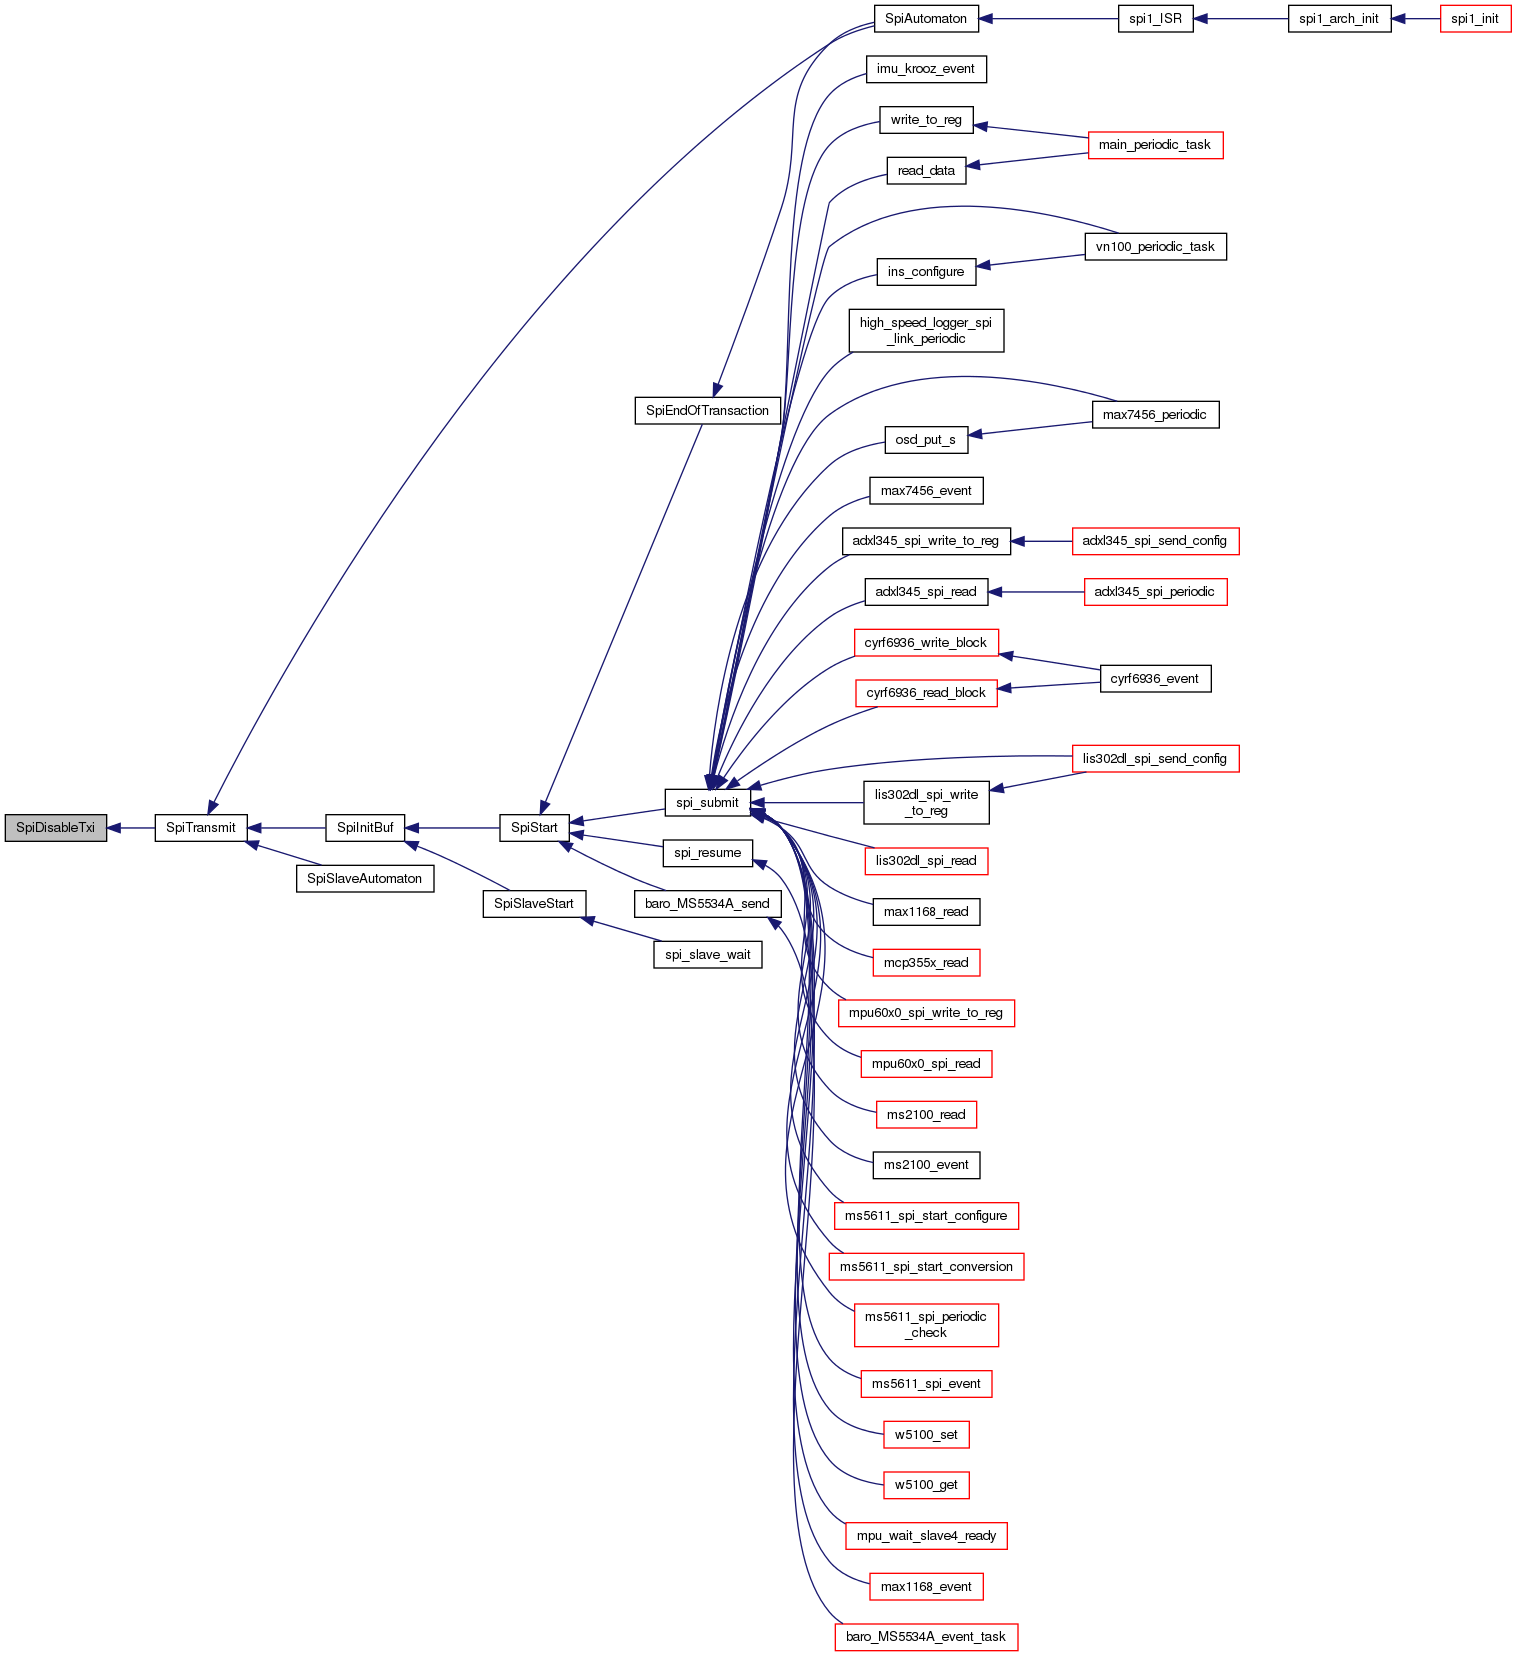 SpiAutomaton
spi1_ISR
spi1_arch_init
spi1_init
imu_krooz_event
write_to_reg
main_periodic_task
read_data
vn100_periodic_task
ins_configure
high_speed_logger_spi
_link_periodic
SpiEndOfTransaction
max7456_periodic
osd_put_s
max7456_event
adxl345_spi_write_to_reg
adxl345_spi_send_config
adxl345_spi_read
adxl345_spi_periodic
cyrf6936_write_block
cyrf6936_event
cyrf6936_read_block
lis302dl_spi_send_config
spi_submit
lis302dl_spi_write
_to_reg
SpiDisableTxi
SpiTransmit
SpiInitBuf
SpiStart
spi_resume
lis302dl_spi_read
SpiSlaveAutomaton
SpiSlaveStart
baro_MS5534A_send
max1168_read
spi_slave_wait
mcp355x_read
mpu60x0_spi_write_to_reg
mpu60x0_spi_read
ms2100_read
ms2100_event
ms5611_spi_start_configure
ms5611_spi_start_conversion
ms5611_spi_periodic
_check
ms5611_spi_event
w5100_set
w5100_get
mpu_wait_slave4_ready
max1168_event
baro_MS5534A_event_task